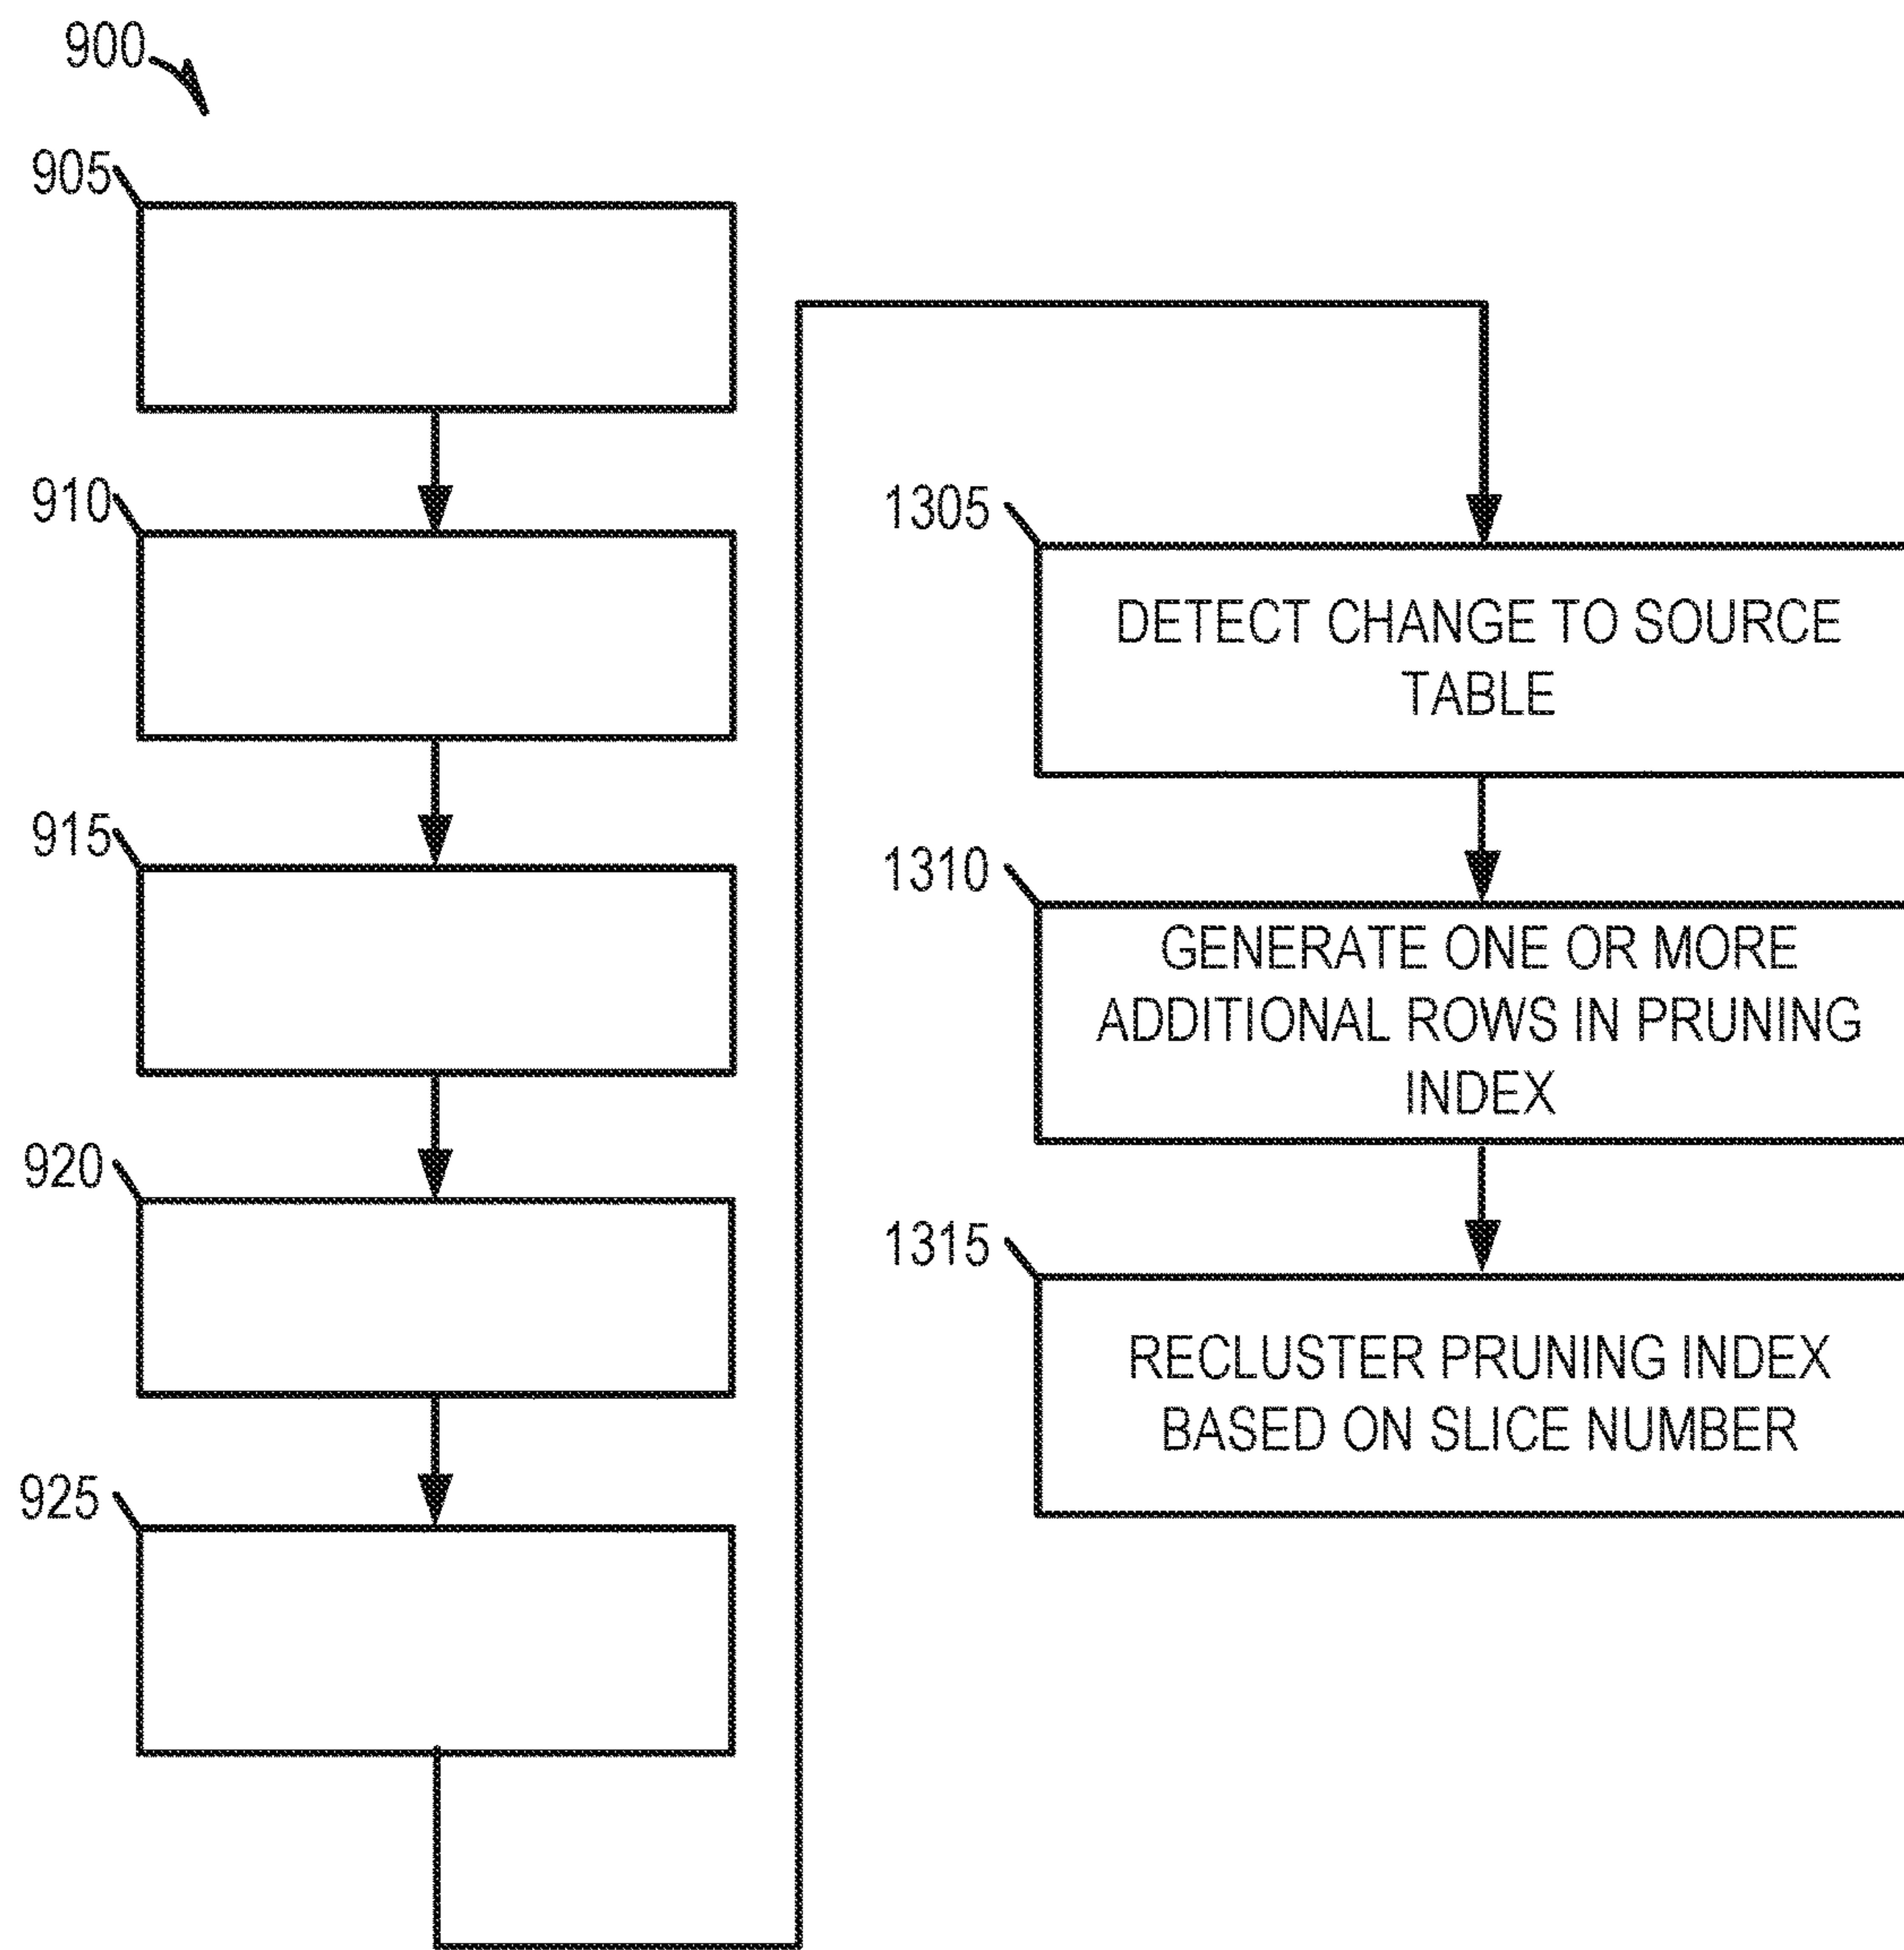 900
905
910
915
920
925
1305
DETECT CHANGE TO SOURCE
TABLE
1310
GENERATE ONE OR MORE
ADDITIONAL ROWS IN PRUNING
INDEX
1315
RECLUSTER PRUNING INDEX
BASED ON SLICE NUMBER